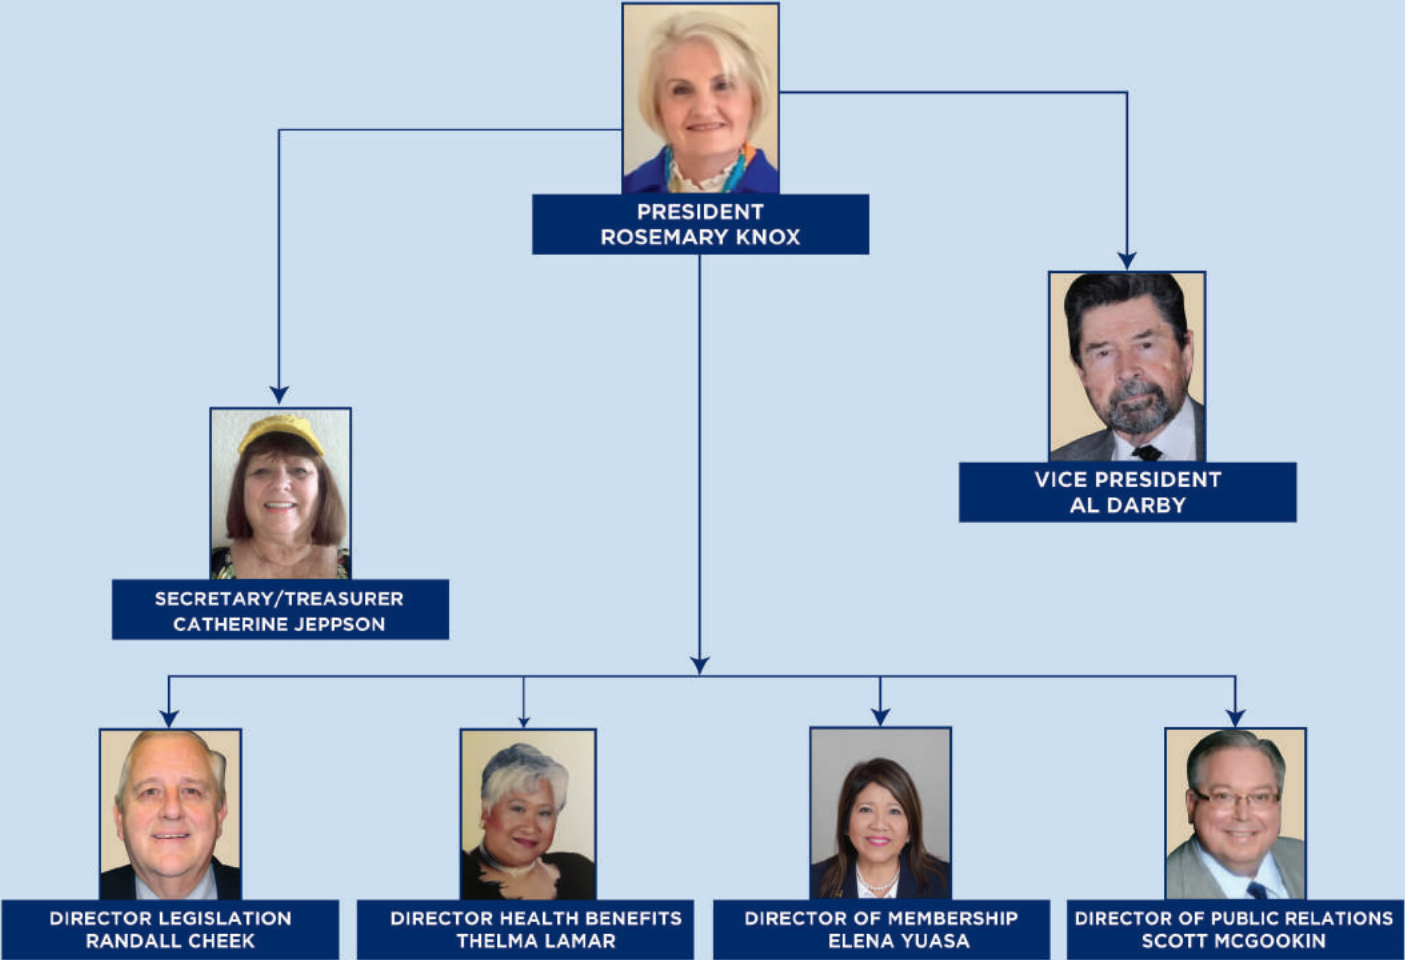 PRESIDENT
ROSEMARY KNOX
VICE PRESIDENT
AL DARBY
SECRETARY/TREASURER
CATHERINE JEPPSON
DIRECTOR LEGISLATION
RANDALL CHEEK
DIRECTOR HEALTH BENEFITS
THELMA LAMAR
DIRECTOR OF MEMBERSHIP
ELENA YUASA
DIRECTOR OF PUBLIC RELATIONS
SCOTT MCGOOKIN